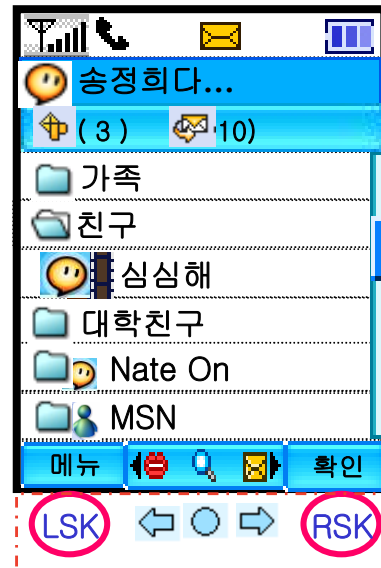 송정희다...
(3) 10)
가족
친구
심심해
대학친구
Nate On
MSN
메뉴 확인
LSK RSK